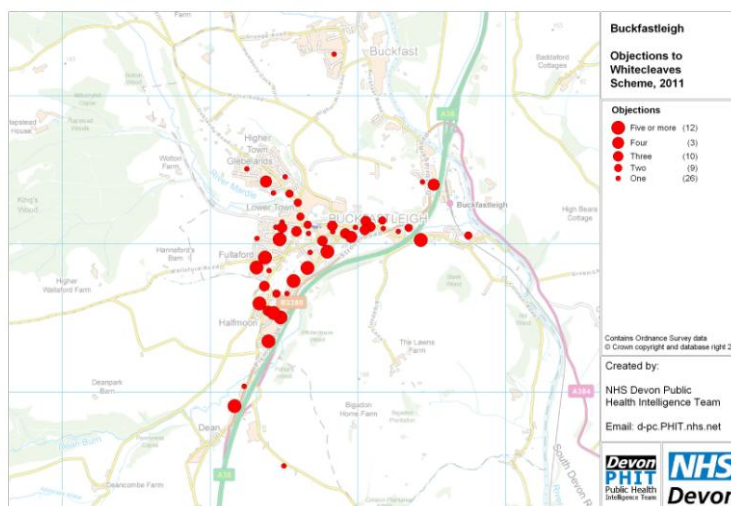 Buckfastleigh
Objections to
Whitecleaves
Scheme, 2011
Objections
Five or more (12)
Four (3)
Three (10)
Two (9)
One (26)
Contains Ordnance Survey data
© Crown copyright and database right 2
Created by:
NHS Devon Public
Health Intelligence Team
Email: d-pc.PHIT.nhs.net
Devon
PHIT
Public Health
Intelligence Team
NHS
Devon
Buckfast
Baddaford
Cottages
A38
Higher
Town
Glebelands
Wotton
Farm
River Mardle
King's
Wood
Lower Town
BUCKFASTLEIGH
Buckfastleigh
High Beara
Cottage
Fullaford
Higher
Wallaford Farm
B3380
Halfmoon
The Lawns
Farm
Deanpark
Barn
Bigadon
Home Farm
A384
Dean
Dean Burn
Deancombe Farm
A38
South Devon R